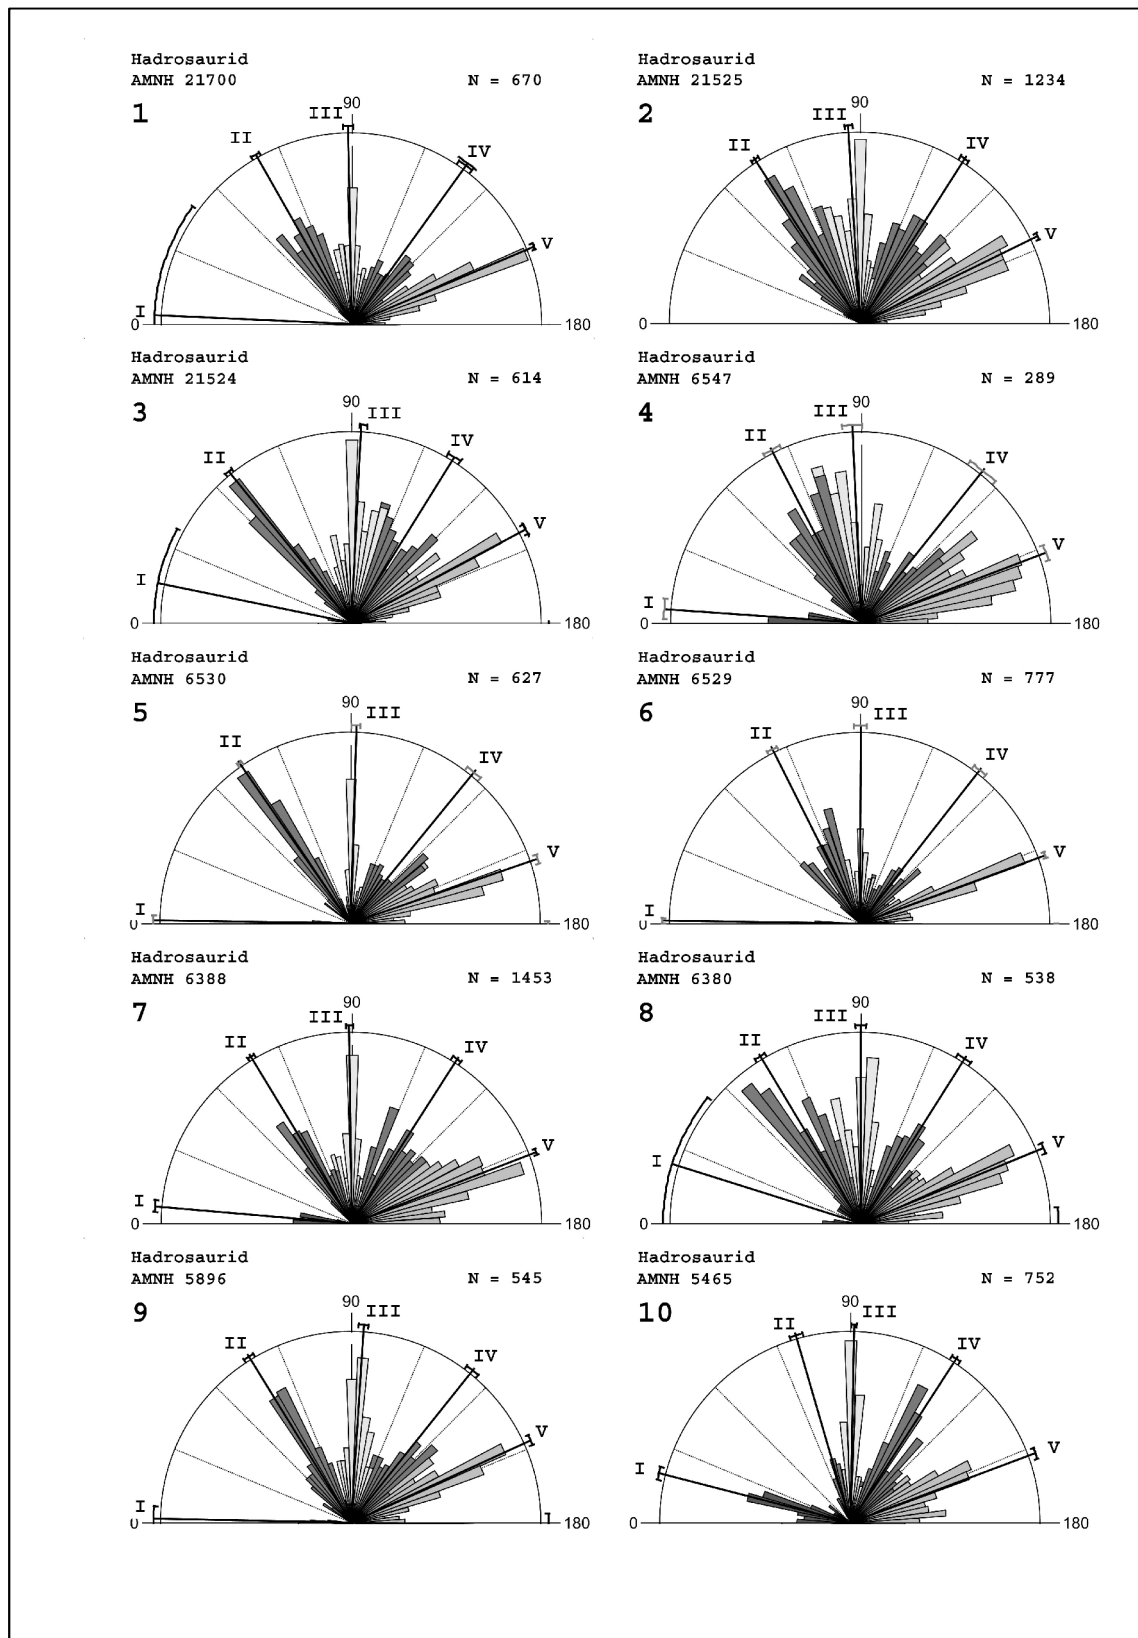 Hadrosaurid
AMNH 21700 N = 670
1
90
I II III IV V
0 180
Hadrosaurid
AMNH 21525 N = 1234
2
90
II III IV V
0 180
Hadrosaurid
AMNH 21524 N = 614
3
90
I II III IV V
0 180
Hadrosaurid
AMNH 6547 N = 289
4
90
I II III IV V
0 180
Hadrosaurid
AMNH 6530 N = 627
5
90
I II III IV V
0 180
Hadrosaurid
AMNH 6529 N = 777
6
90
I II III IV V
0 180
Hadrosaurid
AMNH 6388 N = 1453
7
90
I II III IV V
0 180
Hadrosaurid
AMNH 6380 N = 538
8
90
I II III IV V
0 180
Hadrosaurid
AMNH 5896 N = 545
9
90
I II III IV V
0 180
Hadrosaurid
AMNH 5465 N = 752
10
90
I II III IV V
0 180